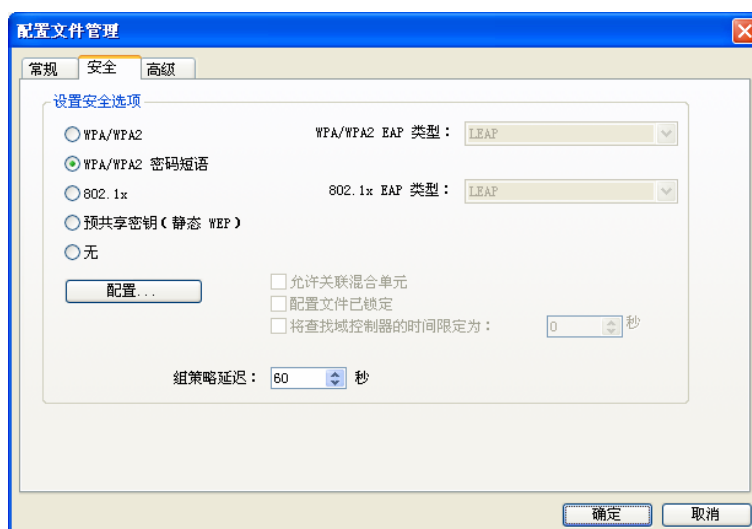 配置文件管理
常规 安全 高级
设置安全选项
WPA/WPA2 WPA/WPA2 EAP 类型： LEAP
WPA/WPA2 密码短语
802.1x 802.1x EAP 类型： LEAP
预共享密钥(静态 WEP)
无
配置... 允许关联混合单元
配置文件已锁定
将查找域控制器的时间限定为： 0 秒
组策略延迟： 60 秒
确定 取消